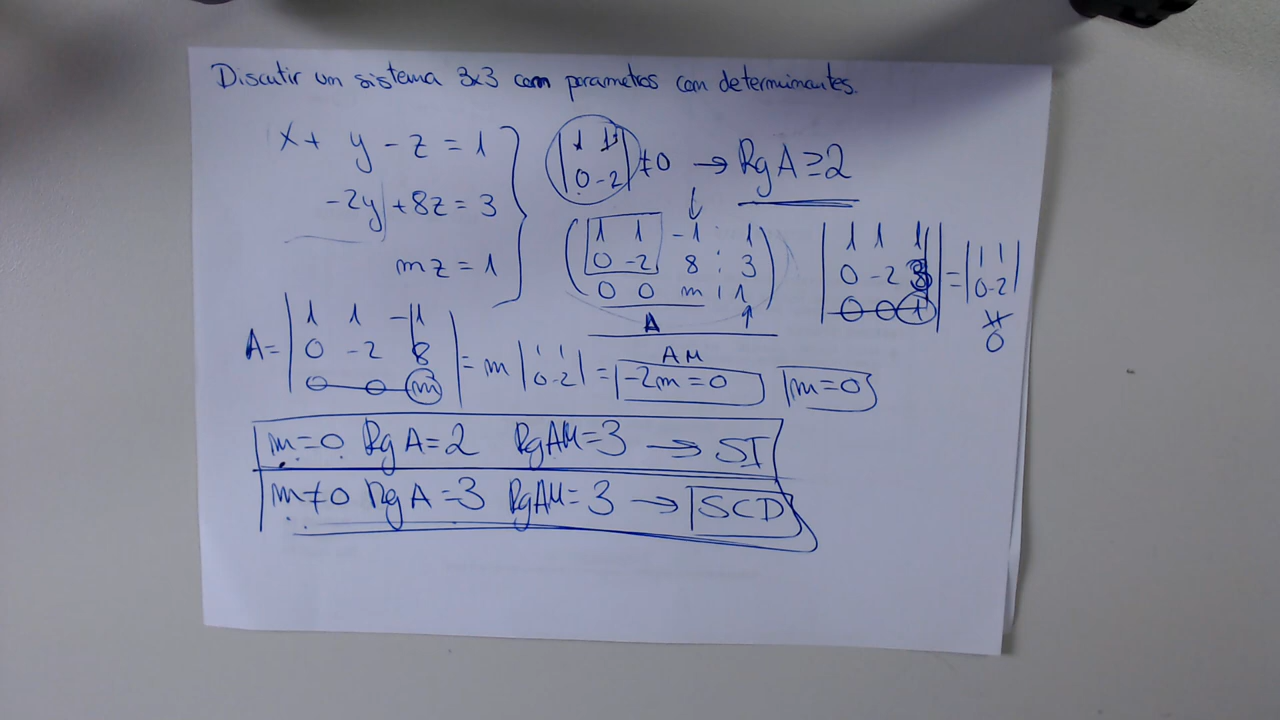 Discutir un sistema 3x3 com parametros con determinantes.
x + y - z = 1
-2y + 8z = 3
mz = 1
|1 1| ≠0 → Rg A ≥ 2
|0 -2|
(1 1 -1 : 1)
(0 -2 8 : 3)
(0 0 m : 1)
A
AM
|1 1 1|
|0 -2 3| = |1 1|
|0 0 1| |0 -2|
≠
0
|1 1 -1|
A= |0 -2 8| = m |1 1| = -2m = 0 m=0
|0 0 m| |0 -2|
m=0 Rg A=2 RgAM=3 → SI
m≠0 Rg A=3 RgAM=3 → SCD